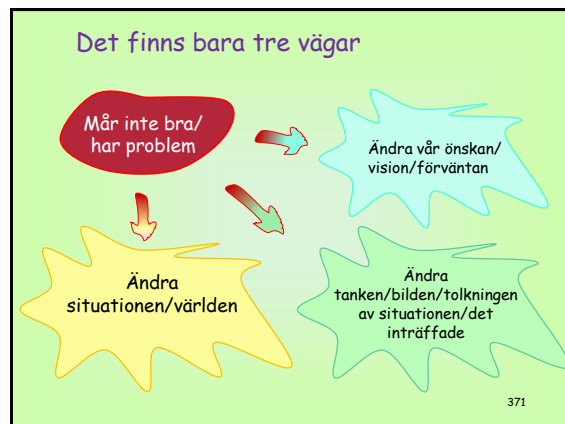 Det finns bara tre vägar
Mår inte bra/
har problem
Ändra vår önskan/
vision/förväntan
Ändra
situationen/världen
Ändra
tanken/bilden/tolkningen
av situationen/det
inträffade
371